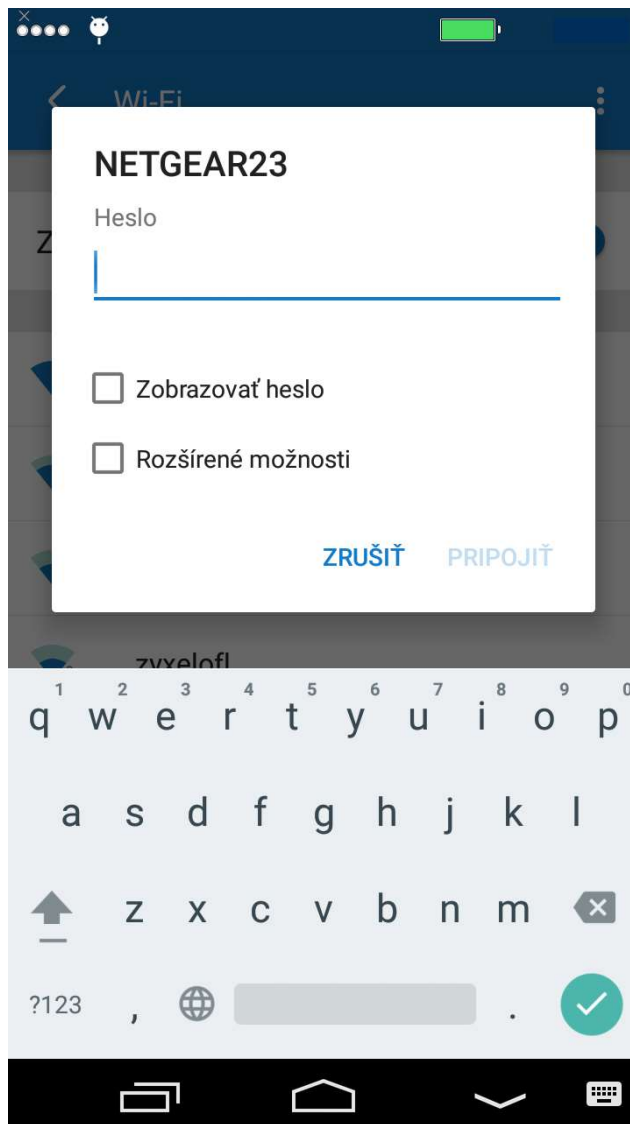 Wi-Fi
NETGEAR23
Heslo
Z
Zobrazovať heslo
Rozšírené možnosti
ZRUŠIŤ PRIPOJIŤ
zyxelofl
1 2 3 4 5 6 7 8 9 0
q w e r t y u i o p
a s d f g h j k l
z x c v b n m
?123 , .